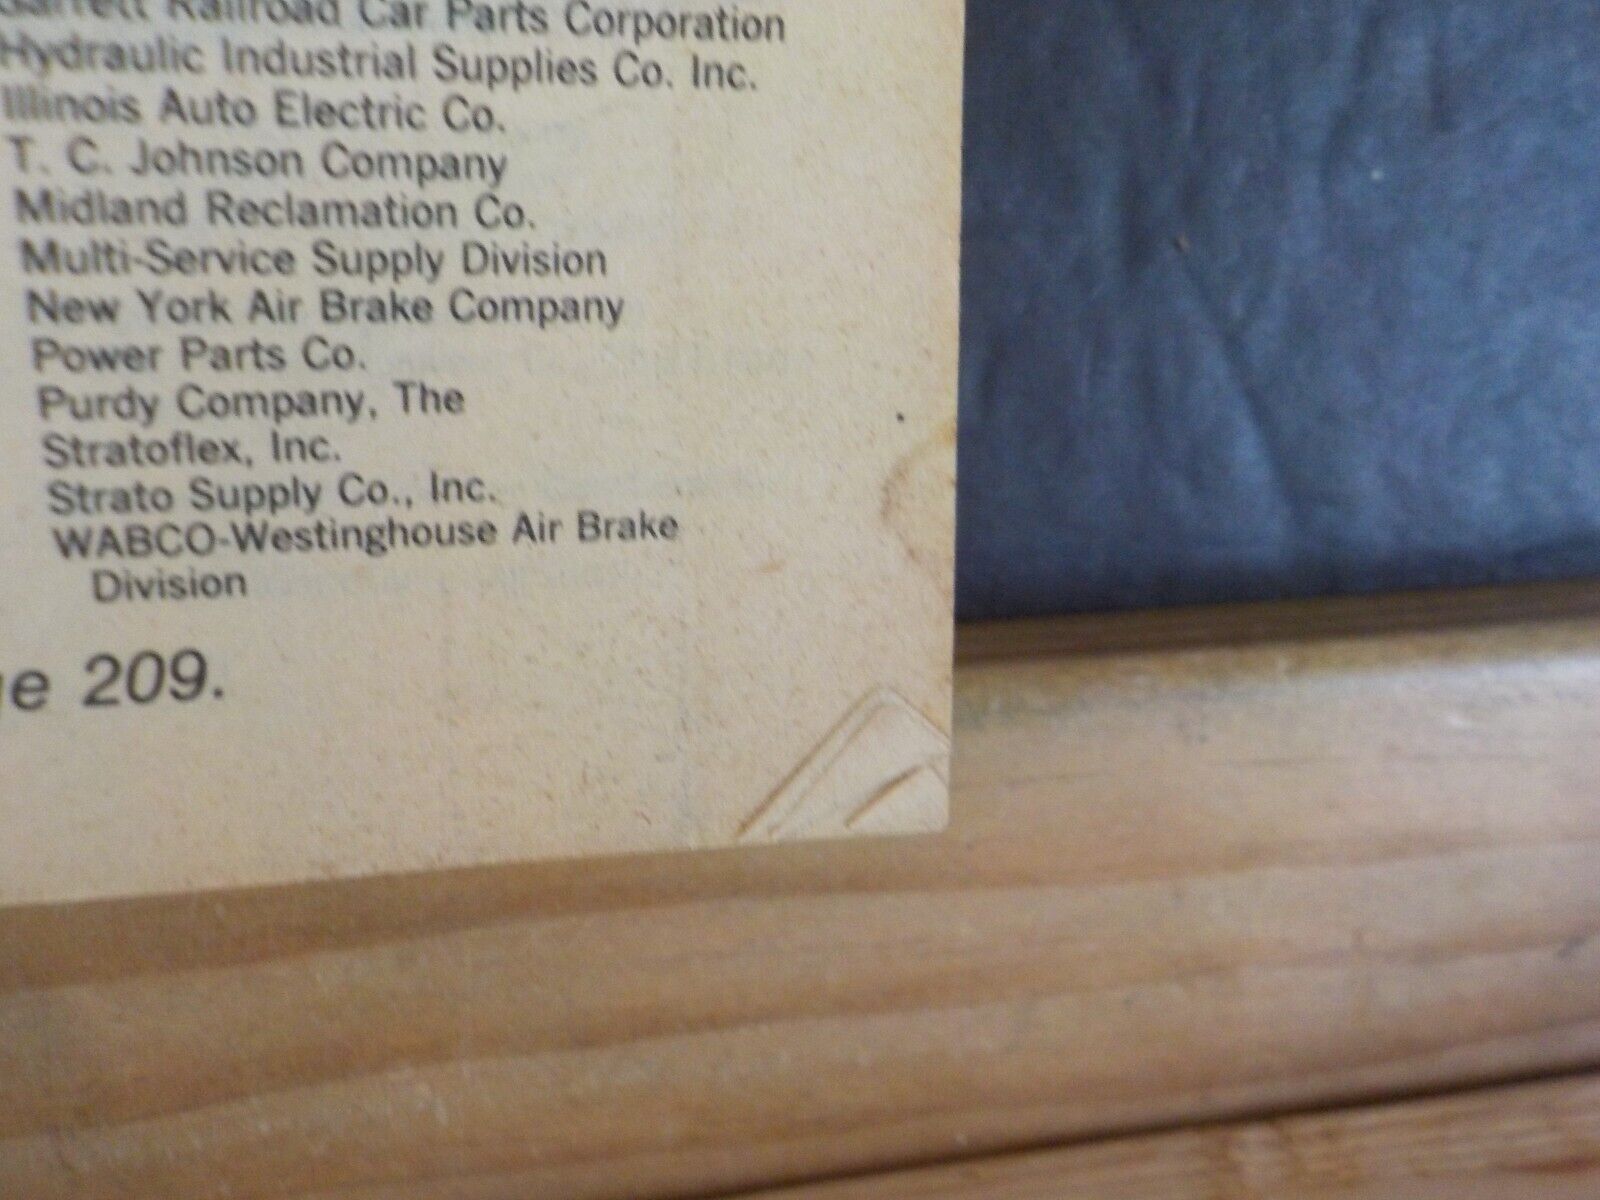 Garrett Railroad Car Parts Corporation
Hydraulic Industrial Supplies Co. Inc.
Illinois Auto Electric Co.
T. C. Johnson Company
Midland Reclamation Co.
Multi-Service Supply Division
New York Air Brake Company
Power Parts Co.
Purdy Company, The
Stratoflex, Inc.
Strato Supply Co., Inc.
WABCO-Westinghouse Air Brake
Division
209.